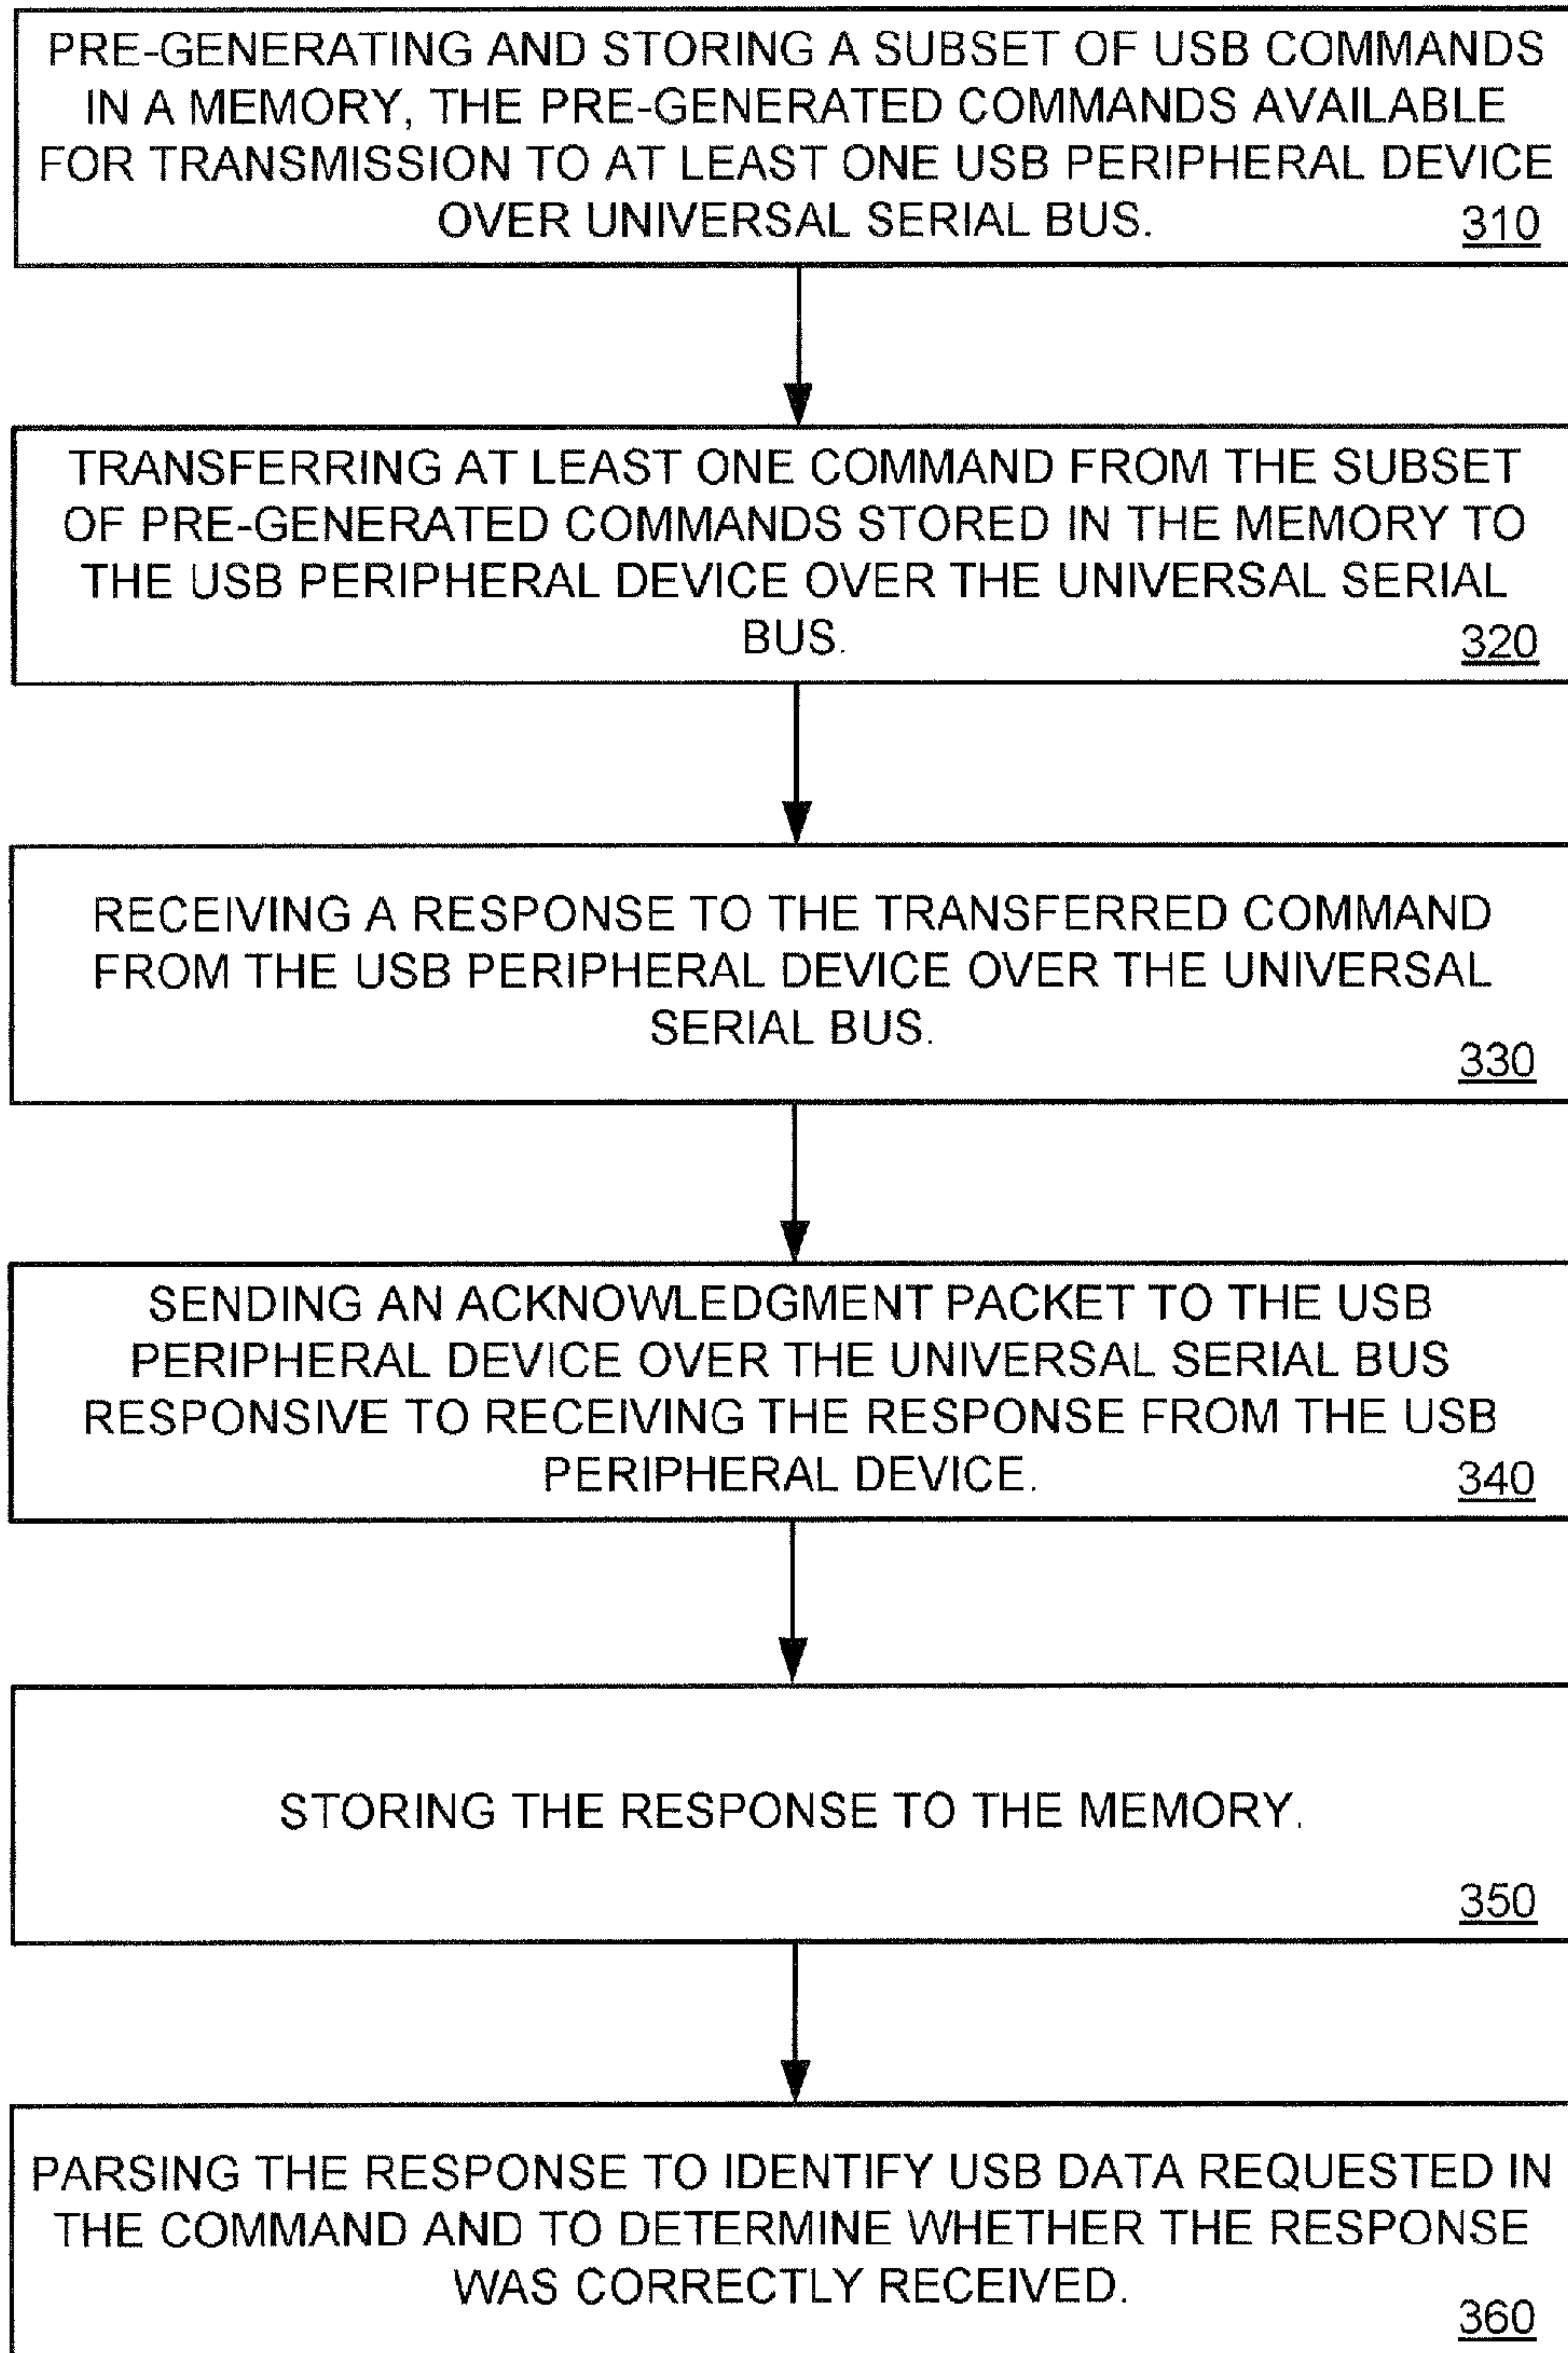 PRE-GENERATING AND STORING A SUBSET OF USB COMMANDS
IN A MEMORY, THE PRE-GENERATED COMMANDS AVAILABLE
FOR TRANSMISSION TO AT LEAST ONE USB PERIPHERAL DEVICE
OVER UNIVERSAL SERIAL BUS.
310
TRANSFERRING AT LEAST ONE COMMAND FROM THE SUBSET
OF PRE-GENERATED COMMANDS STORED IN THE MEMORY TO
THE USB PERIPHERAL DEVICE OVER THE UNIVERSAL SERIAL
BUS.
320
RECEIVING A RESPONSE TO THE TRANSFERRED COMMAND
FROM THE USB PERIPHERAL DEVICE OVER THE UNIVERSAL
SERIAL BUS.
330
SENDING AN ACKNOWLEDGMENT PACKET TO THE USB
PERIPHERAL DEVICE OVER THE UNIVERSAL SERIAL BUS
RESPONSIVE TO RECEIVING THE RESPONSE FROM THE USB
PERIPHERAL DEVICE.
340
STORING THE RESPONSE TO THE MEMORY.
350
PARSING THE RESPONSE TO IDENTIFY USB DATA REQUESTED IN
THE COMMAND AND TO DETERMINE WHETHER THE RESPONSE
WAS CORRECTLY RECEIVED.
360